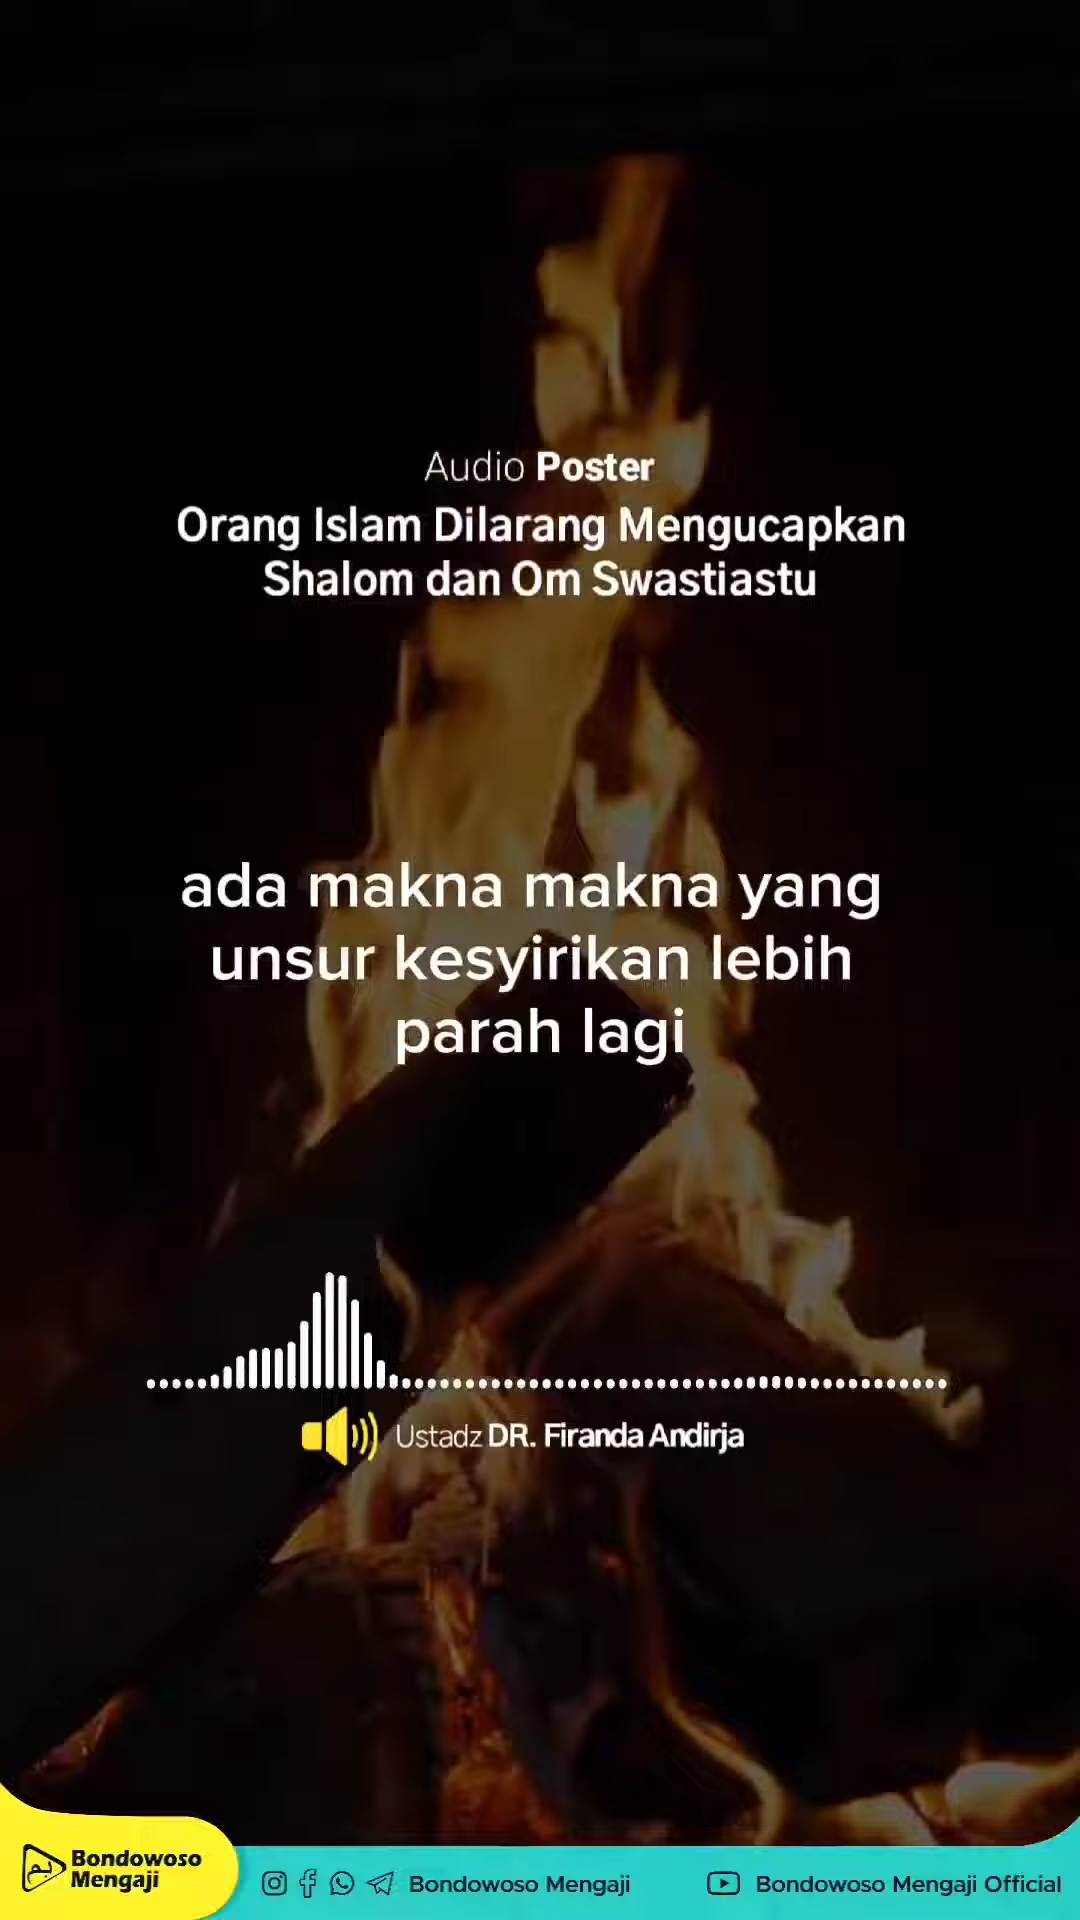 Audio Poster
Orang Islam Dilarang Mengucapkan
Shalom dan Om Swastiastu
ada makna makna yang
unsur kesyirikan lebih
parah lagi
Ustadz DR. Firanda Andirja
Bondowoso
Mengaji
Bondowoso Mengaji
Bondowoso Mengaji Official